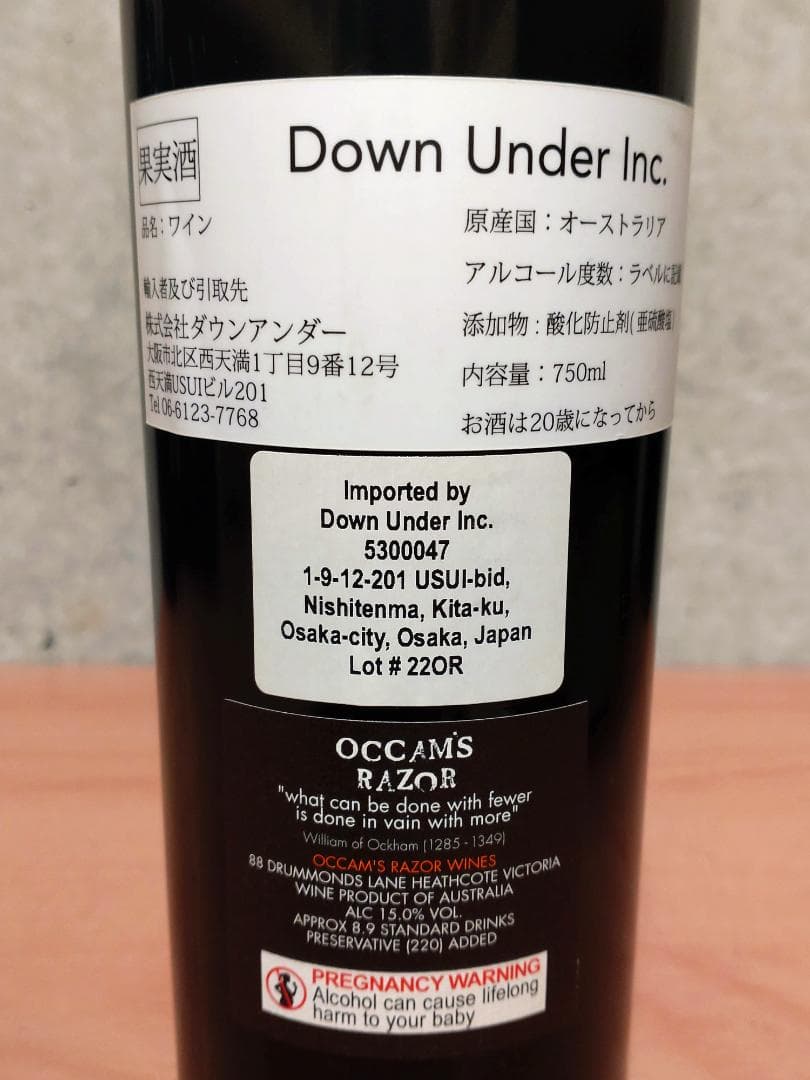 果実酒
Down Under Inc.
品名：ワイン
輸入者及び引取先
株式会社ダウンアンダー
大阪市北区西天満1丁目9番12号
西天満USUIビル201
Tel 06-6123-7768
原産国：オーストラリア
アルコール度数：ラベルに記載
添加物：酸化防止剤(亜硫酸塩)
内容量：750ml
お酒は20歳になってから
Imported by
Down Under Inc.
5300047
1-9-12-201 USUI-bid,
Nishitenma, Kita-ku,
Osaka-city, Osaka, Japan
Lot # 22OR
OCCAM'S
RAZOR
"what can be done with fewer
is done in vain with more"
William of Ockham (1285 - 1349)
OCCAM'S RAZOR WINES
88 DRUMMONDS LANE HEATHCOTE VICTORIA
WINE PRODUCT OF AUSTRALIA
ALC 15.0% VOL.
APPROX 8.9 STANDARD DRINKS
PRESERVATIVE (220) ADDED
PREGNANCY WARNING
Alcohol can cause lifelong
harm to your baby